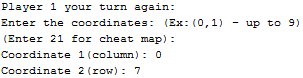 Player 1 your turn again:
Enter the coordinates: (Ex:(0,1) - up to 9)
(Enter 21 for cheat map):
Coordinate 1(column): 0
Coordinate 2(row): 7